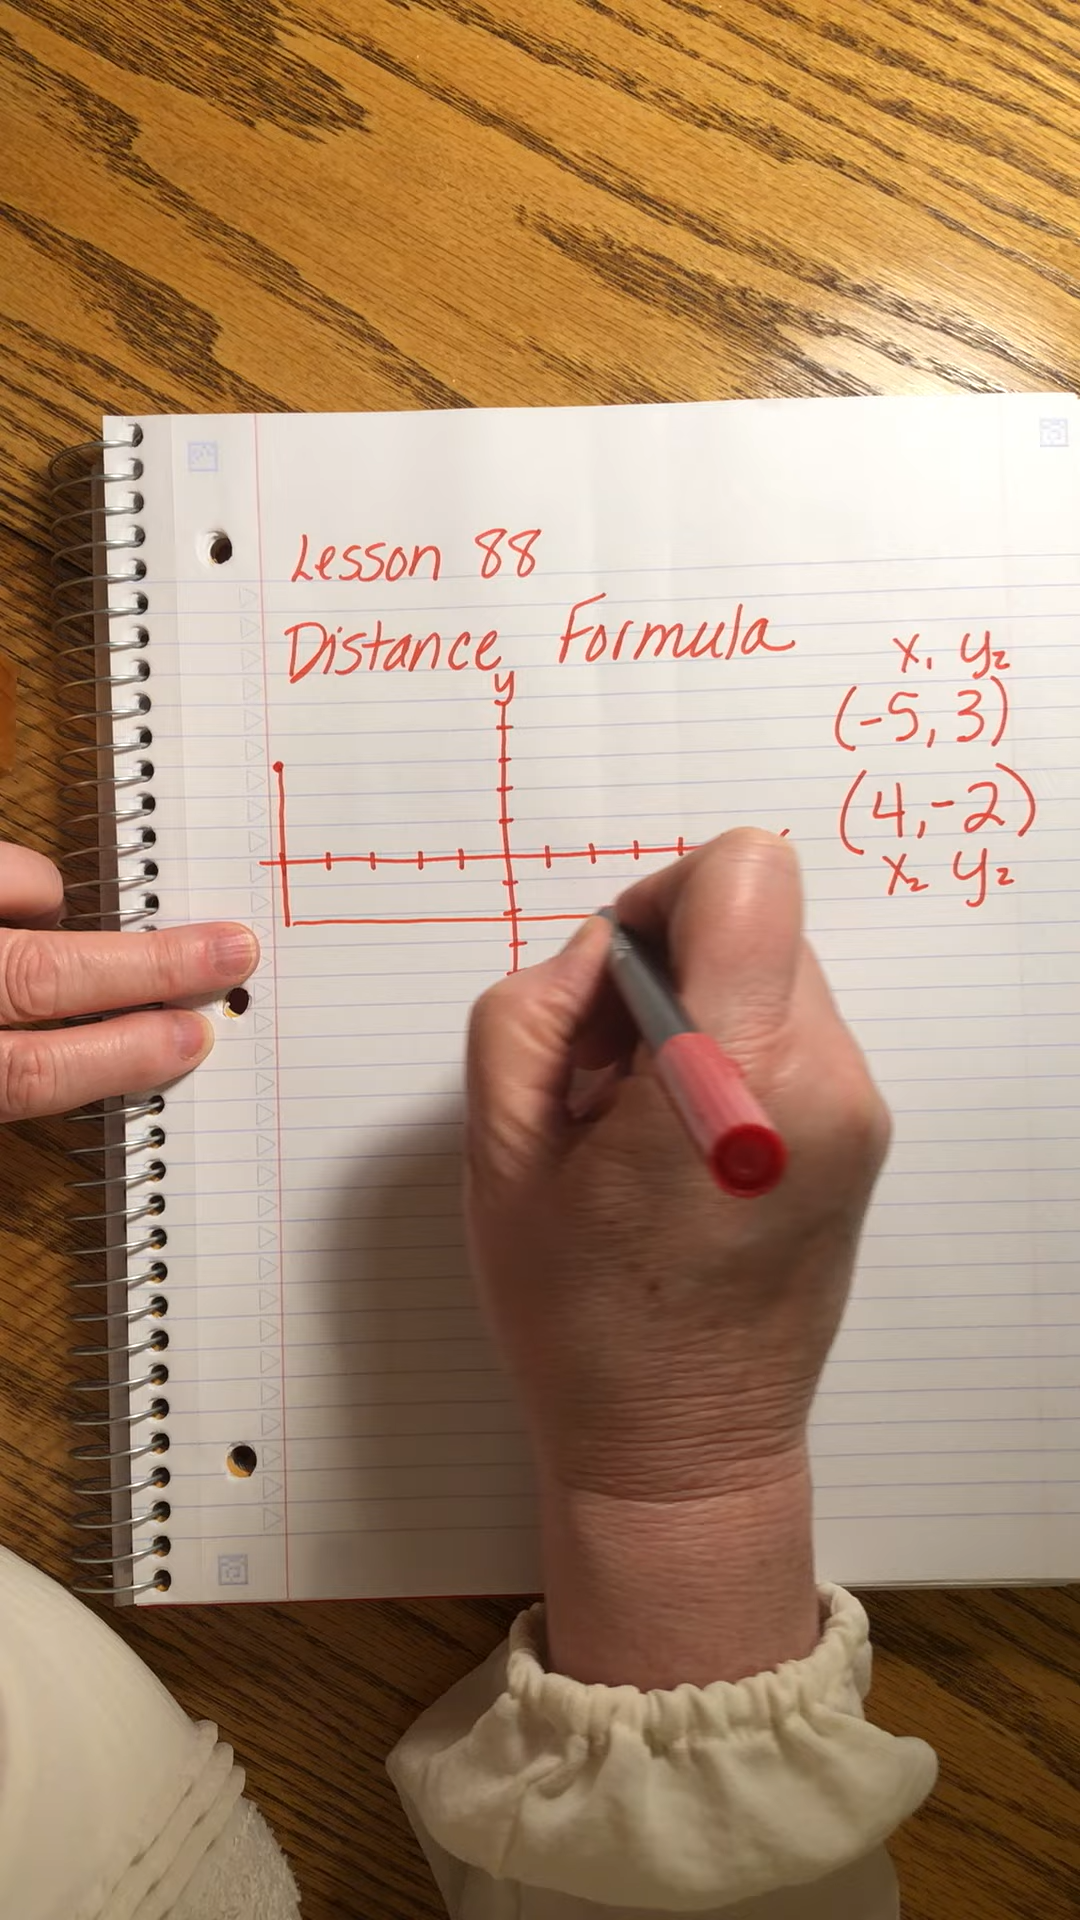 Lesson 88
Distance Formula
y
x₁ y₂
(-5, 3)
(4, -2)
x₂ y₂